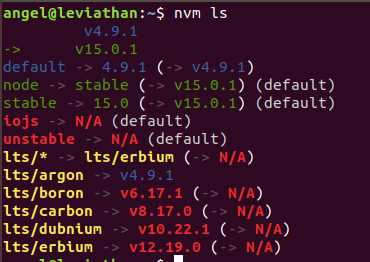 angel@leviathan:~$ nvm ls
v4.9.1
-> v15.0.1
default -> 4.9.1 (-> v4.9.1)
node -> stable (-> v15.0.1) (default)
stable -> 15.0 (-> v15.0.1) (default)
iojs -> N/A (default)
unstable -> N/A (default)
lts/* -> lts/erbium (-> N/A)
lts/argon -> v4.9.1
lts/boron -> v6.17.1 (-> N/A)
lts/carbon -> v8.17.0 (-> N/A)
lts/dubnium -> v10.22.1 (-> N/A)
lts/erbium -> v12.19.0 (-> N/A)
angel@leviathan:~$